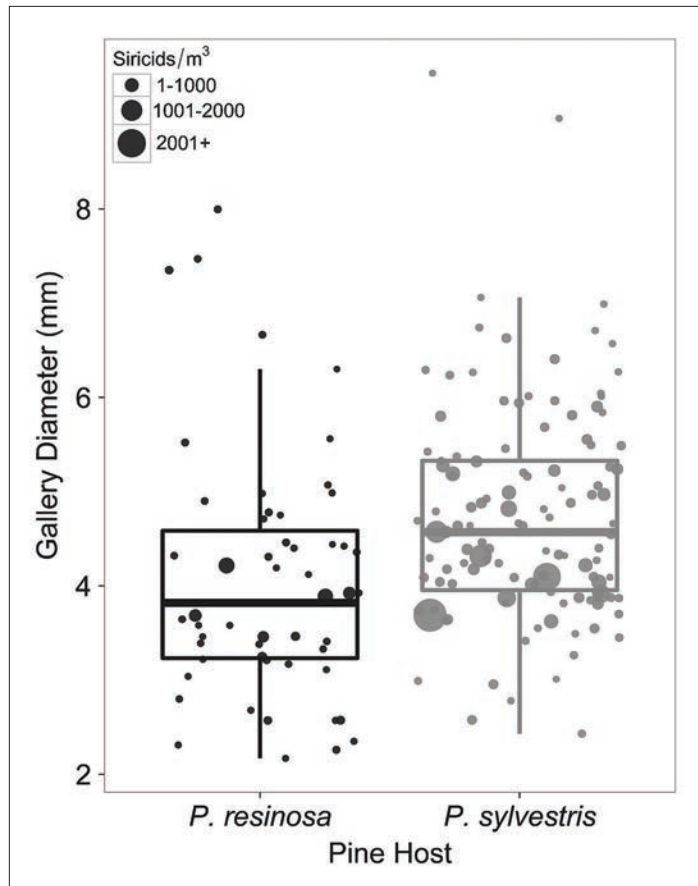 Siricids/m³
1-1000
1001-2000
2001+
8
6
4
2
Gallery Diameter (mm)
P. resinosa
P. sylvestris
Pine Host